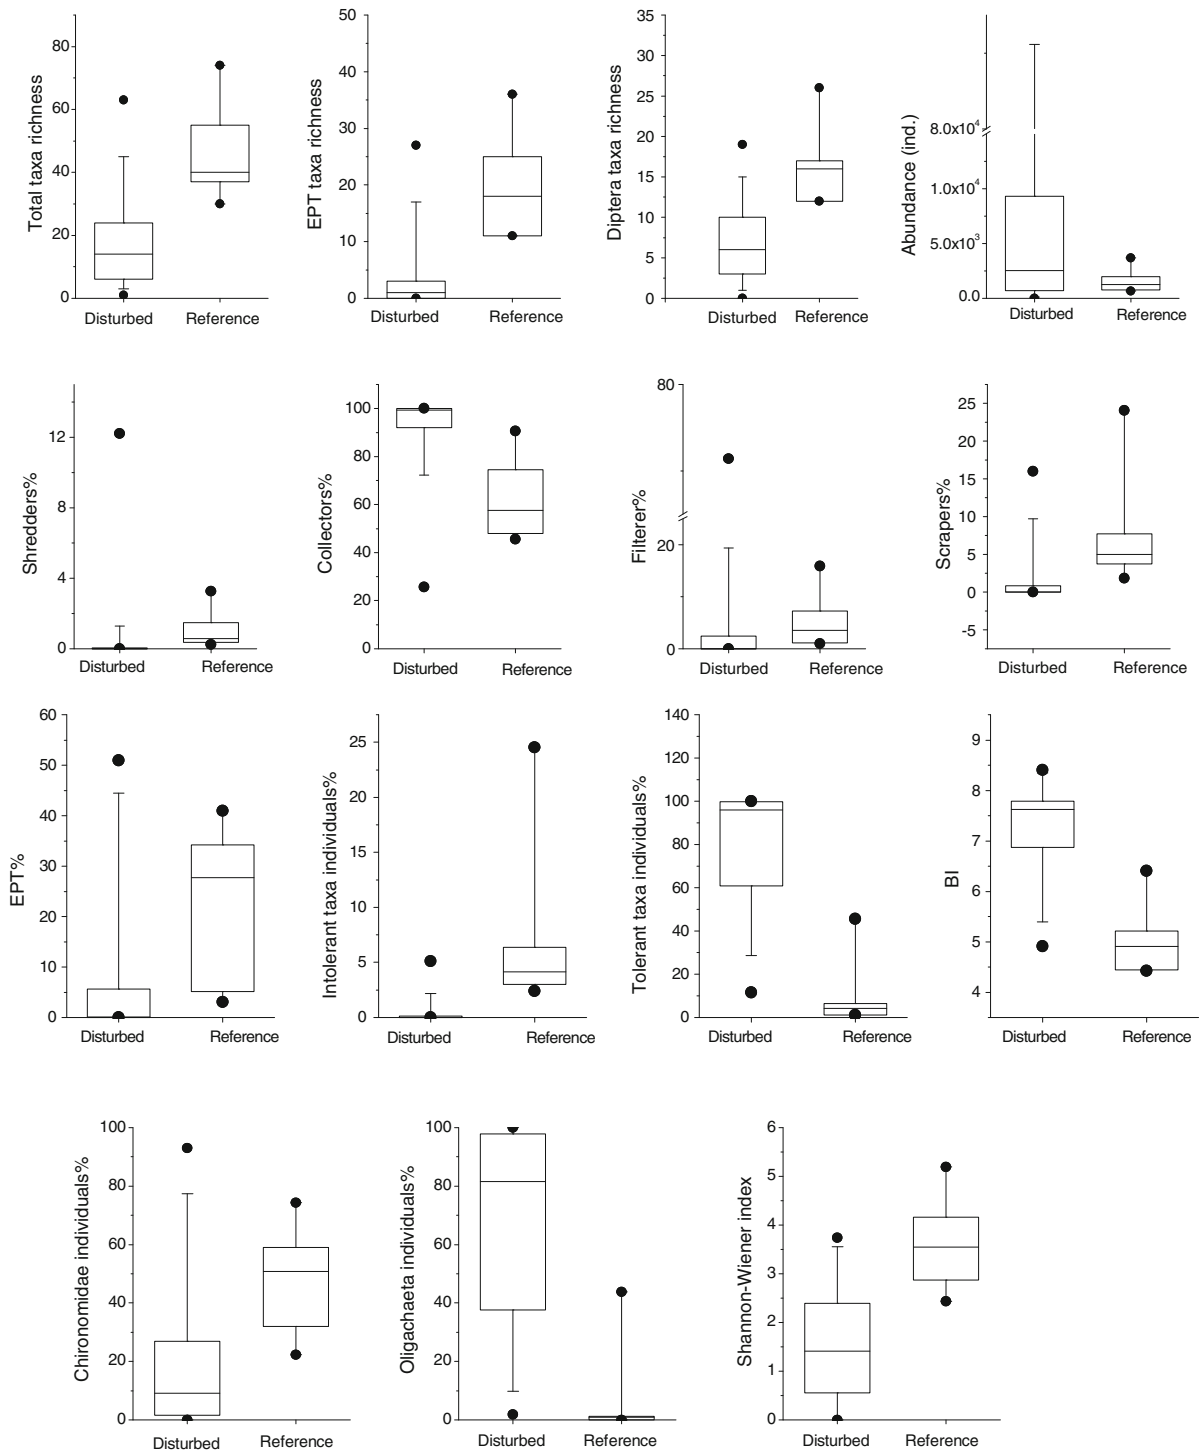 Total taxa richness
80
60
40
20
0
Disturbed Reference
EPT taxa richness
50
40
30
20
10
0
Disturbed Reference
Diptera taxa richness
35
30
25
20
15
10
5
0
Disturbed Reference
Abundance (ind.)
8.0x10⁴
1.0x10⁴
5.0x10³
0.0
Disturbed Reference
Shredders%
12
8
4
0
Disturbed Reference
Collectors%
100
80
60
40
20
0
Disturbed Reference
Filterer%
80
20
0
Disturbed Reference
Scrapers%
25
20
15
10
5
0
-5
Disturbed Reference
EPT%
60
50
40
30
20
10
0
Disturbed Reference
Intolerant taxa individuals%
25
20
15
10
5
0
Disturbed Reference
Tolerant taxa individuals%
140
120
100
80
60
40
20
0
Disturbed Reference
BI
9
8
7
6
5
4
Disturbed Reference
Chironomidae individuals%
100
80
60
40
20
0
Disturbed Reference
Oligachaeta individuals%
100
80
60
40
20
0
Disturbed Reference
Shannon-Wiener index
6
5
4
3
2
1
0
Disturbed Reference